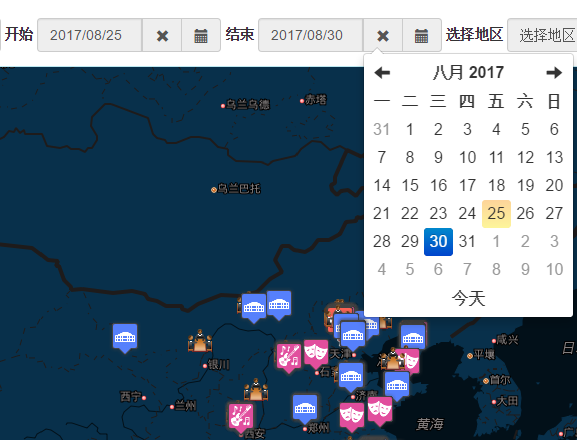 开始 2017/08/25 结束 2017/08/30 选择地区 选择地区
八月 2017
一 二 三 四 五 六 日
31 1 2 3 4 5 6
7 8 9 10 11 12 13
14 15 16 17 18 19 20
21 22 23 24 25 26 27
28 29 30 31 1 2 3
4 5 6 7 8 9 10
今天
乌兰乌德
赤塔
乌兰巴托
咸兴
日
平壤
天津
银川
石
首尔
西宁
济南
大田
兰州
西安
郑州
黄海
广